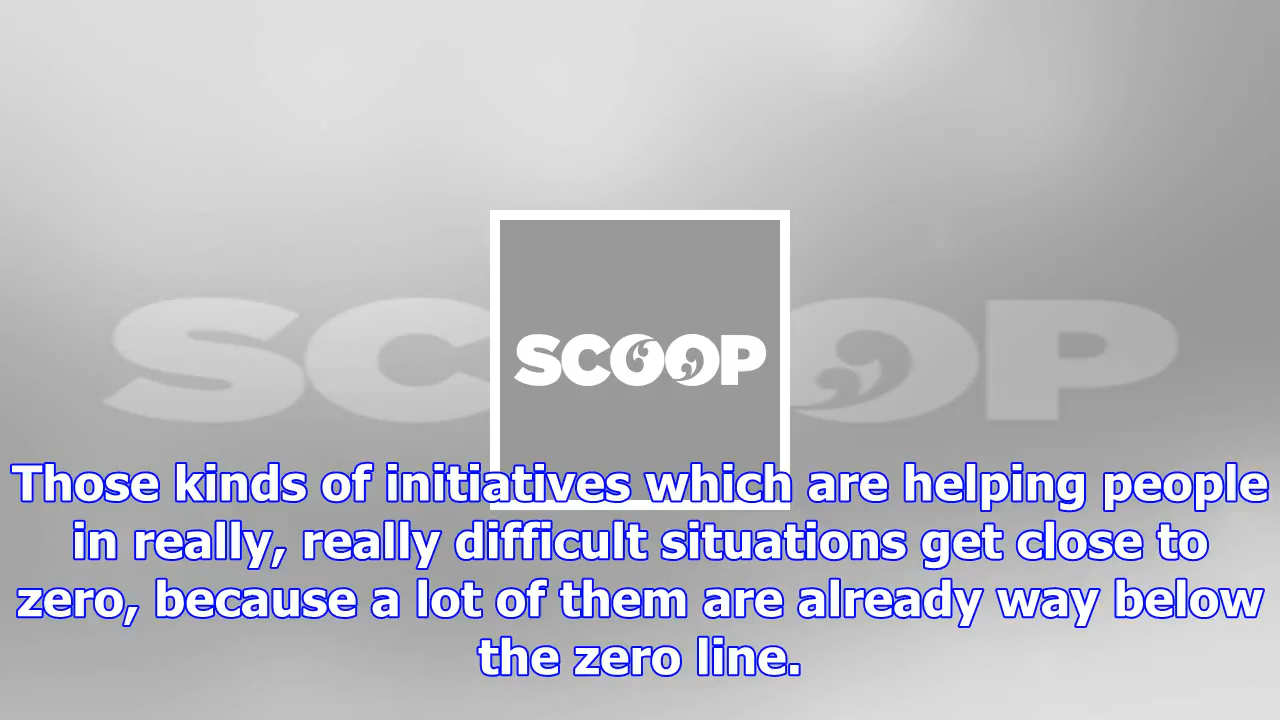 SCOOP
SCOOP
Those kinds of initiatives which are helping people
in really, really difficult situations get close to
zero, because a lot of them are already way below
the zero line.